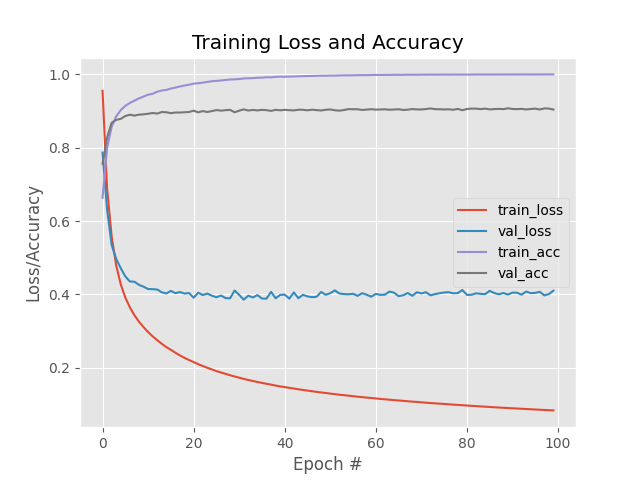 Training Loss and Accuracy
Loss/Accuracy
1.0
0.8
0.6
0.4
0.2
train_loss
val_loss
train_acc
val_acc
0 20 40 60 80 100
Epoch #